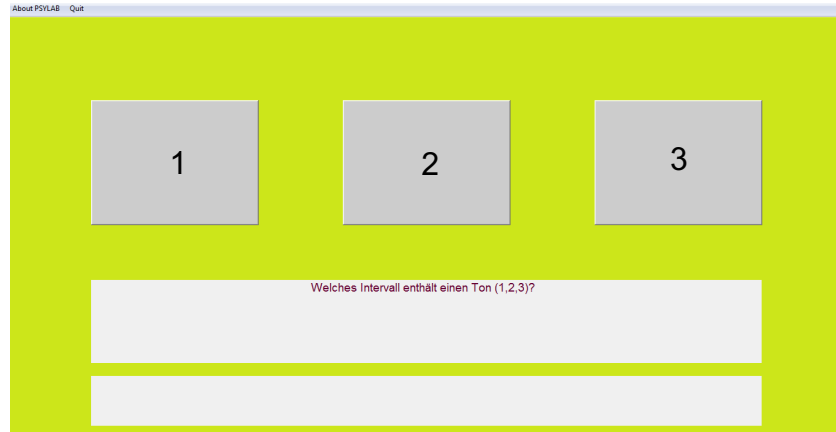 About PSYLAB Quit
1 2 3
Welches Intervall enthält einen Ton (1,2,3)?